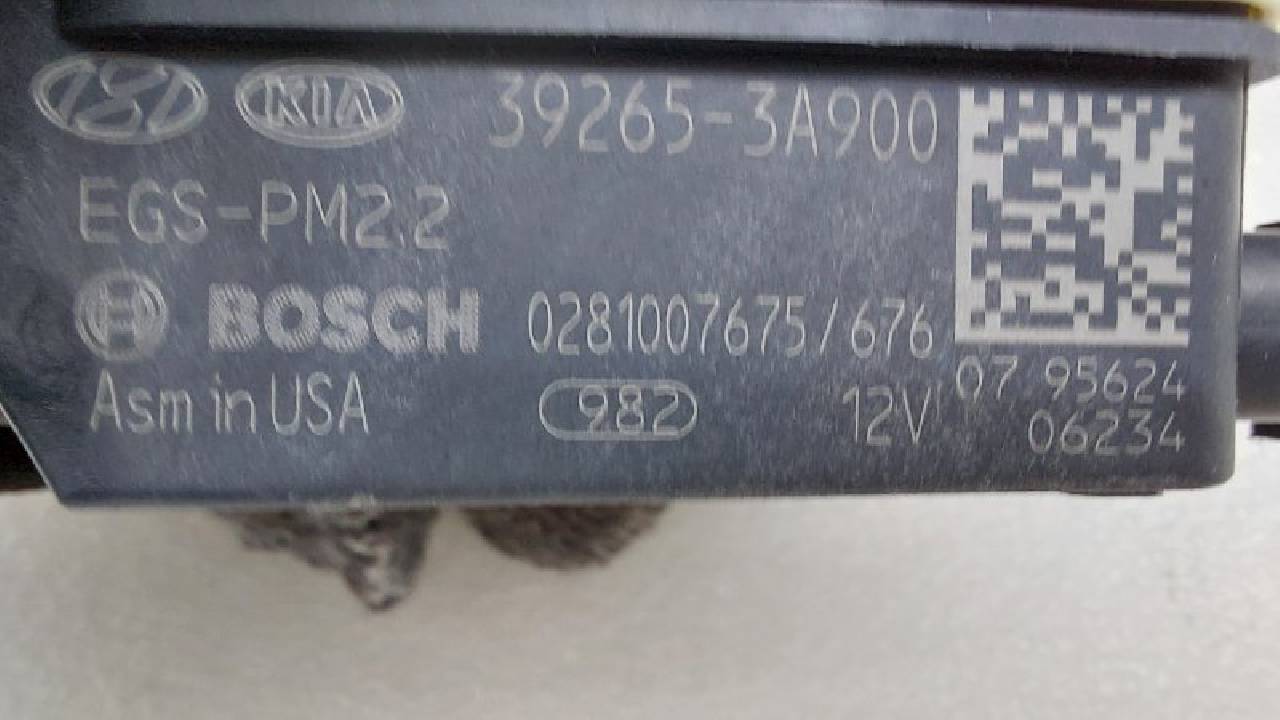 KIA 39265-3A900
EGS-PM2.2
BOSCH 0281007675/676
Asm in USA 982 12V 07 95624
06234